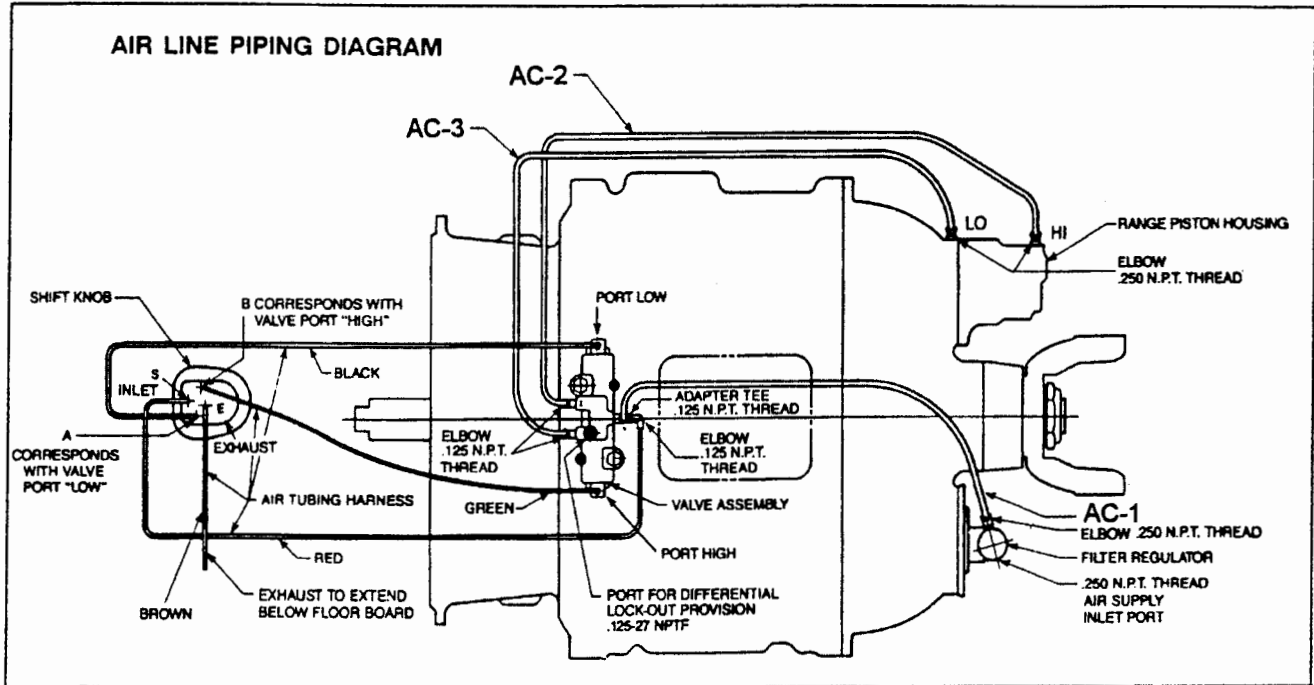 AIR LINE PIPING DIAGRAM
AC-2
AC-3
LO
HI
RANGE PISTON HOUSING
ELBOW
.250 N.P.T. THREAD
SHIFT KNOB
B CORRESPONDS WITH
VALVE PORT "HIGH"
PORT LOW
BLACK
S
INLET
E
A
EXHAUST
CORRESPONDS
WITH VALVE
PORT "LOW"
ADAPTER TEE
.125 N.P.T. THREAD
ELBOW
.125 N.P.T.
THREAD
ELBOW
.125 N.P.T.
THREAD
AIR TUBING HARNESS
GREEN
VALVE ASSEMBLY
AC-1
ELBOW .250 N.P.T. THREAD
FILTER REGULATOR
RED
PORT HIGH
.250 N.P.T. THREAD
AIR SUPPLY
INLET PORT
BROWN
EXHAUST TO EXTEND
BELOW FLOOR BOARD
PORT FOR DIFFERENTIAL
LOCK-OUT PROVISION
.125-27 NPTF